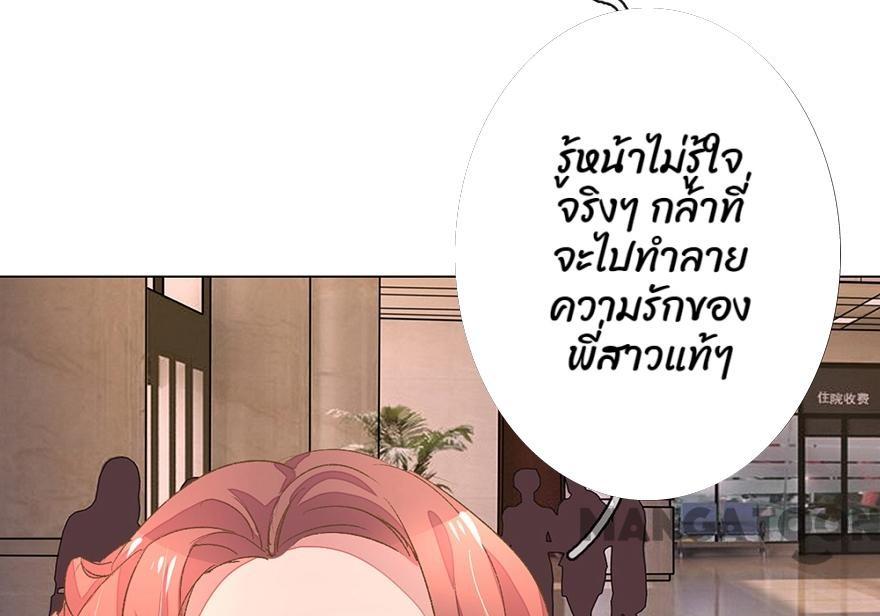 รู้หน้าไม่รู้ใจ
จริงๆ กล้าที่
จะไปทำลาย
ความรักของ
พี่สาวแท้ๆ
住院收费
MANGATOON